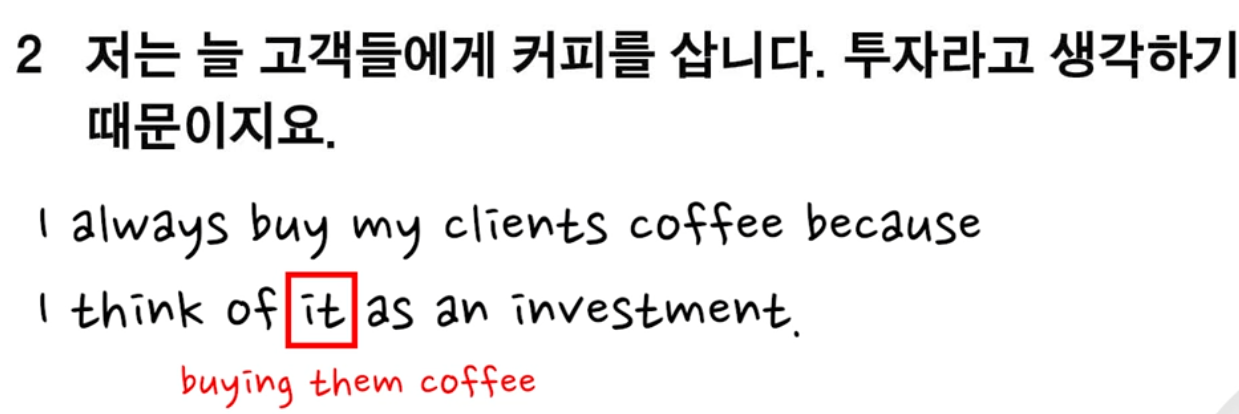 2 저는 늘 고객들에게 커피를 삽니다. 투자라고 생각하기
때문이지요.
I always buy my clients coffee because
I think of it as an investment.
buying them coffee